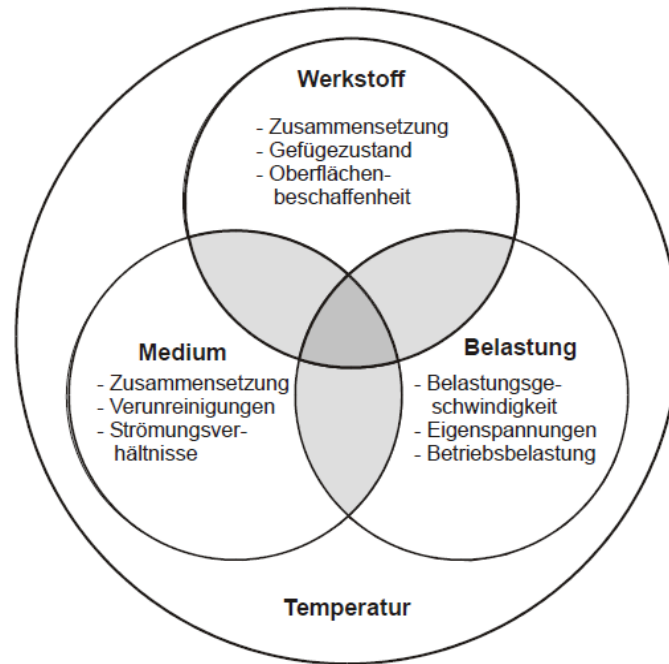 Werkstoff
- Zusammensetzung
- Gefügezustand
- Oberflächen-
beschaffenheit
Medium
- Zusammensetzung
- Verunreinigungen
- Strömungsver-
hältnisse
Belastung
- Belastungsge-
schwindigkeit
- Eigenspannungen
- Betriebsbelastung
Temperatur